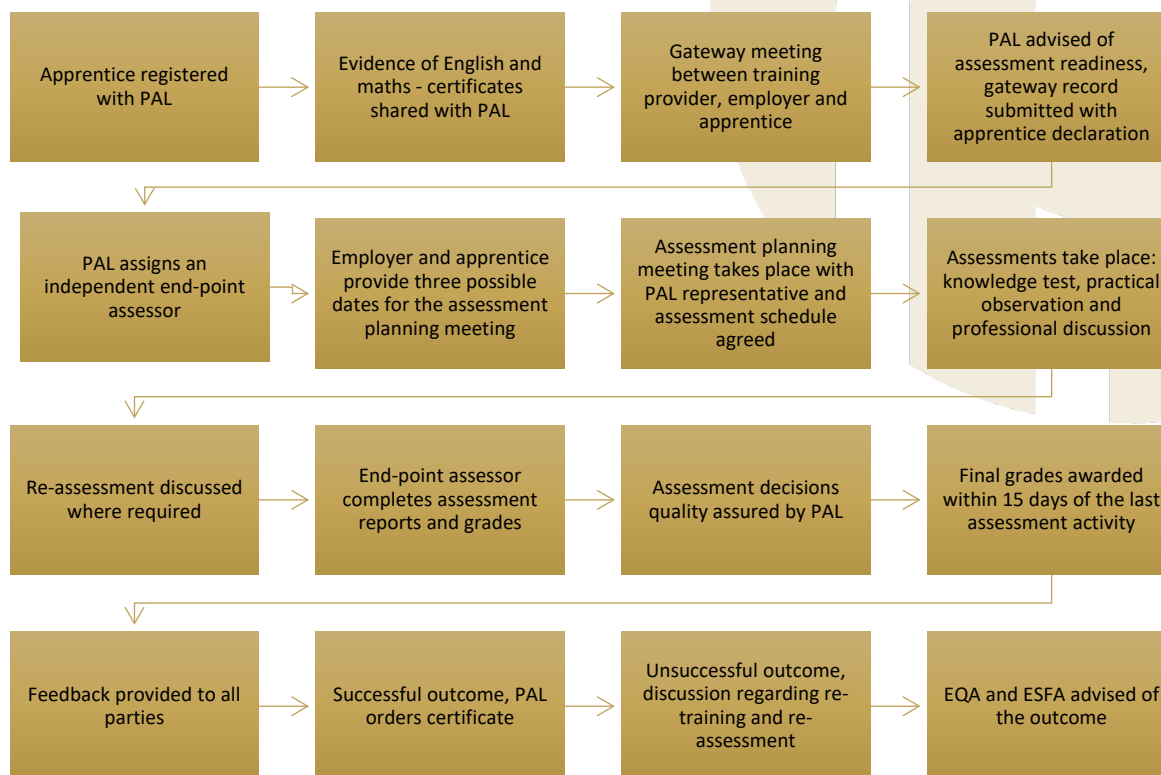 Apprentice registered
with PAL
Evidence of English and
maths - certificates
shared with PAL
Gateway meeting
between training
provider, employer and
apprentice
PAL advised of
assessment readiness,
gateway record
submitted with
apprentice declaration
PAL assigns an
independent end-point
assessor
Employer and apprentice
provide three possible
dates for the assessment
planning meeting
Assessment planning
meeting takes place with
PAL representative and
assessment schedule
agreed
Assessments take place:
knowledge test, practical
observation and
professional discussion
Re-assessment discussed
where required
End-point assessor
completes assessment
reports and grades
Assessment decisions
quality assured by PAL
Final grades awarded
within 15 days of the last
assessment activity
Feedback provided to all
parties
Successful outcome, PAL
orders certificate
Unsuccessful outcome,
discussion regarding re-
training and re-
assessment
EQA and ESFA advised of
the outcome